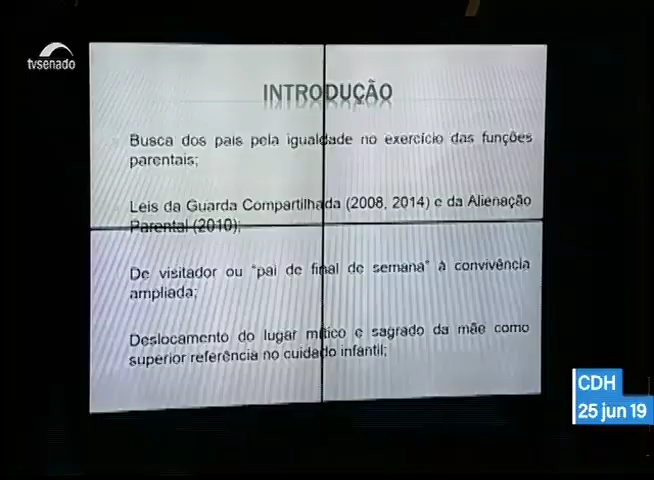 tvsenado
INTRODUÇÃO
Busca dos pais pela igualdade no exercício das funções
parentais;
Leis da Guarda Compartilhada (2008, 2014) e da Alienação
Parental (2010);
De visitador ou "pai de final de semana" à convivência
ampliada;
Deslocamento do lugar mítico e sagrado da mãe como
superior referência no cuidado infantil;
CDH
25 jun 19